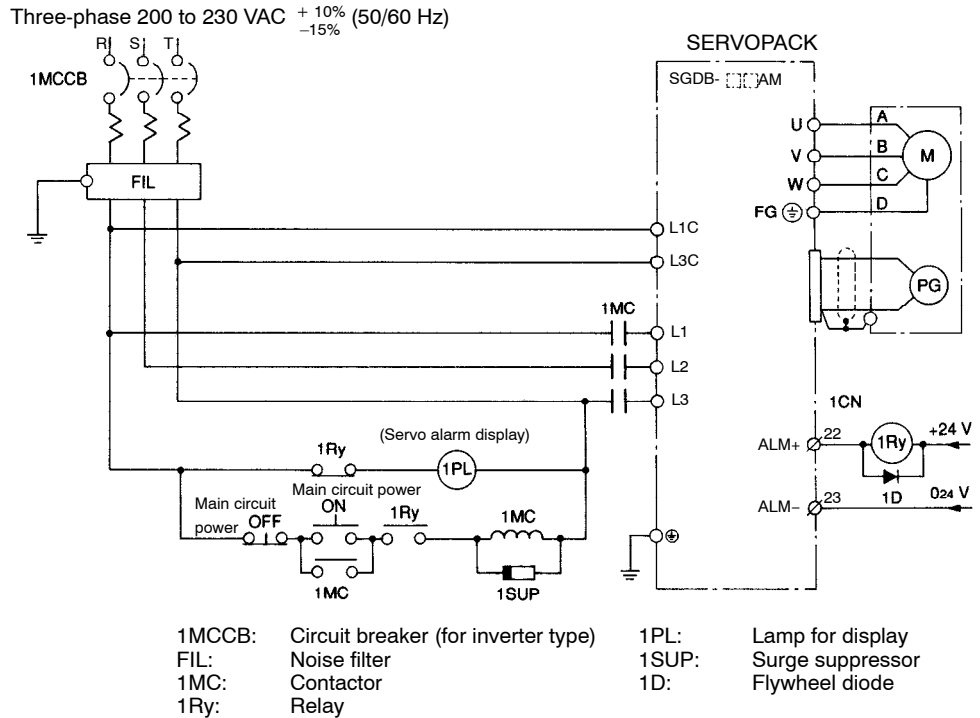 Three-phase 200 to 230 VAC + 10% −15% (50/60 Hz)
R S T
1MCCB
FIL
SERVOPACK
SGDB- AM
U A
V B M
W C
FG D
L1C
L3C
PG
1MC
L1
L2
L3
1CN
(Servo alarm display)
ALM+ 22 1Ry +24 V
1Ry 1PL
1D
Main circuit power OFF
Main circuit power
ON
1Ry
1MC
ALM− 23 024 V
1MC
1SUP
1MCCB: Circuit breaker (for inverter type) 1PL: Lamp for display
FIL: Noise filter 1SUP: Surge suppressor
1MC: Contactor 1D: Flywheel diode
1Ry: Relay